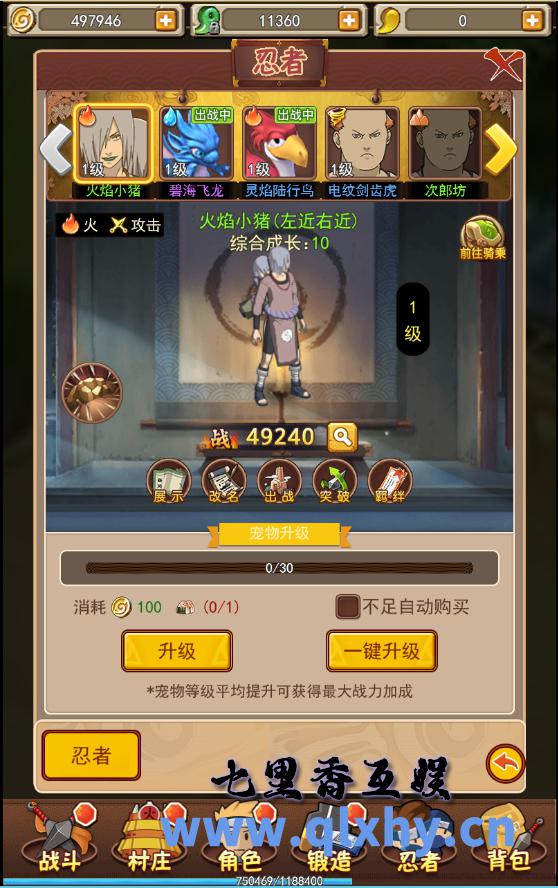 497946 11360 0
忍者
出战中 出战中
1级 1级 1级 1级
火焰小猪 碧海飞龙 灵焰陆行鸟 电纹剑齿虎 次郎坊
火 攻击
火焰小猪(左近右近)
综合成长:10
前往骑乘
1级
战 49240
展示 改名 出战 突破 羁绊
宠物升级
0/30
消耗 100 (0/1) 不足自动购买
升级 一键升级
*宠物等级平均提升可获得最大战力加成
忍者
七里香互娱
www.qlxhy.cn
战斗 村庄 角色 锻造 忍者 背包
750469/1188400